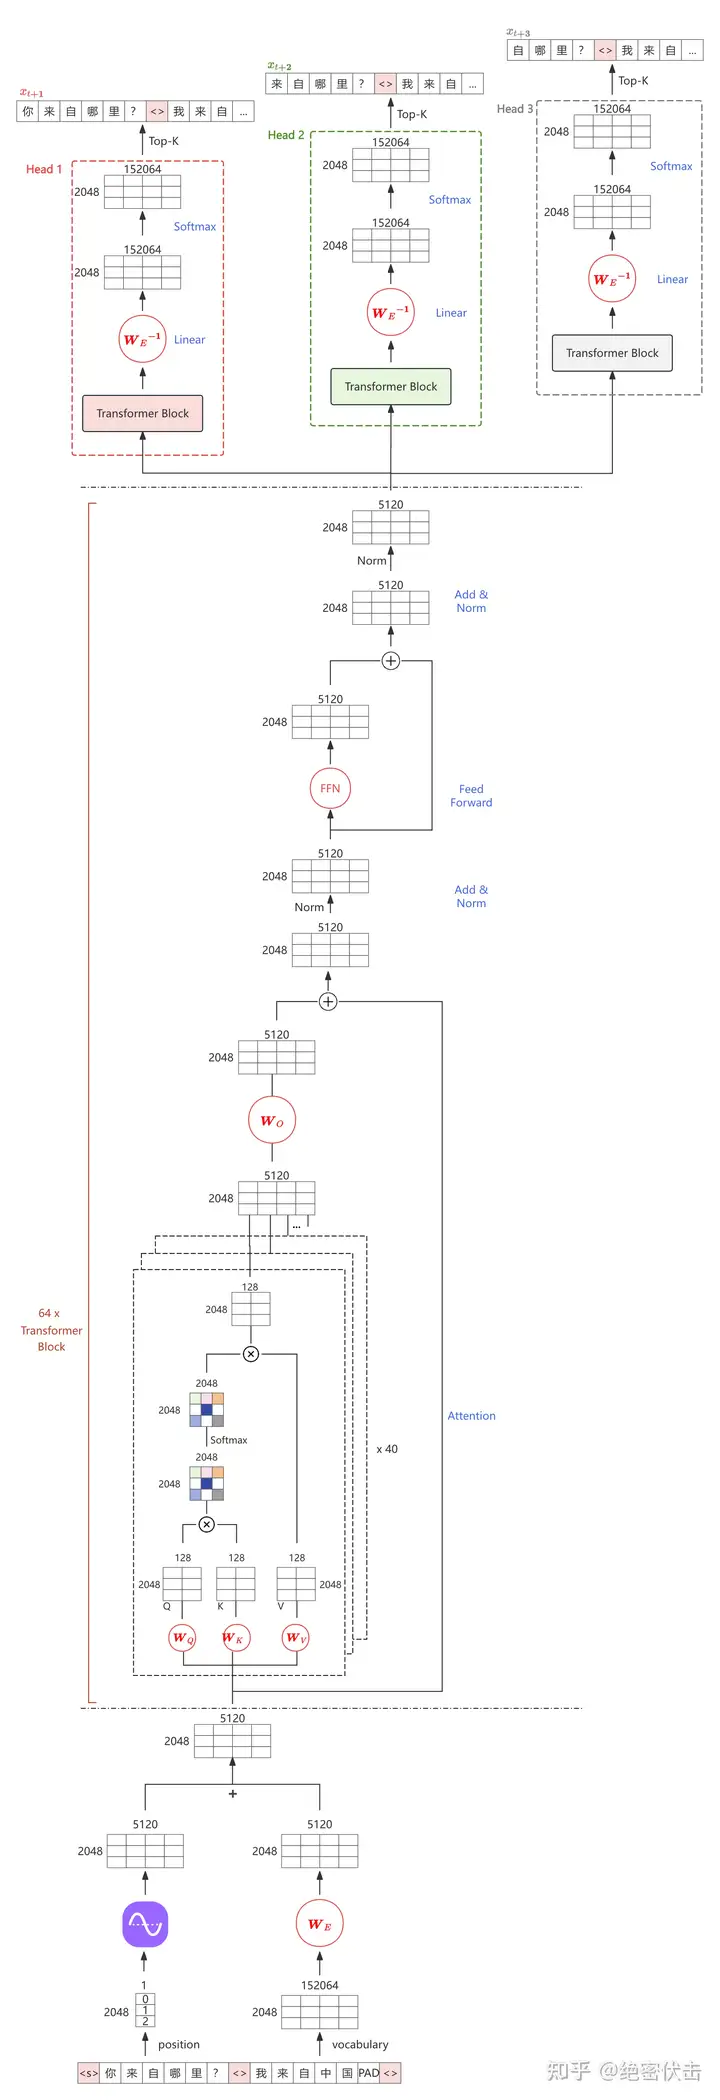 x_{t+3}
自 哪 里 ? <> 我 来 自 ...
x_{t+2}
来 自 哪 里 ? <> 我 来 自 ...
Top-K
x_{t+1}
你 来 自 哪 里 ? <> 我 来 自 ...
Head 3
152064
Top-K
2048
Head 2
Top-K
152064
Softmax
2048
Head 1
152064
152064
2048
Softmax
2048
152064
Softmax
2048
W_E^{-1}
Linear
152064
2048
W_E^{-1}
Linear
W_E^{-1}
Linear
Transformer Block
Transformer Block
Transformer Block
5120
2048
Norm
5120
2048
Add &
Norm
5120
2048
FFN
Feed
Forward
5120
2048
Add &
Norm
Norm
5120
2048
5120
2048
W_O
5120
2048
...
128
2048
64 x
Transformer
Block
2048
2048
Softmax
Attention
x 40
2048
2048
128 128 128
2048 2048
Q K V
W_Q W_K W_V
5120
2048
+
5120 5120
2048 2048
W_E
1 152064
2048 0 2048
1
2
position vocabulary
<s> 你 来 自 哪 里 ? <> 我 来 自 中 国 PAD <>
知乎 @绝密伏击